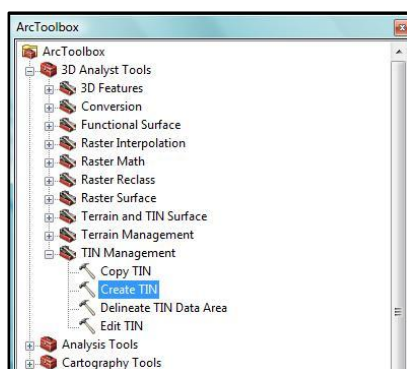 ArcToolbox
ArcToolbox
3D Analyst Tools
3D Features
Conversion
Functional Surface
Raster Interpolation
Raster Math
Raster Reclass
Raster Surface
Terrain and TIN Surface
Terrain Management
TIN Management
Copy TIN
Create TIN
Delineate TIN Data Area
Edit TIN
Analysis Tools
Cartography Tools